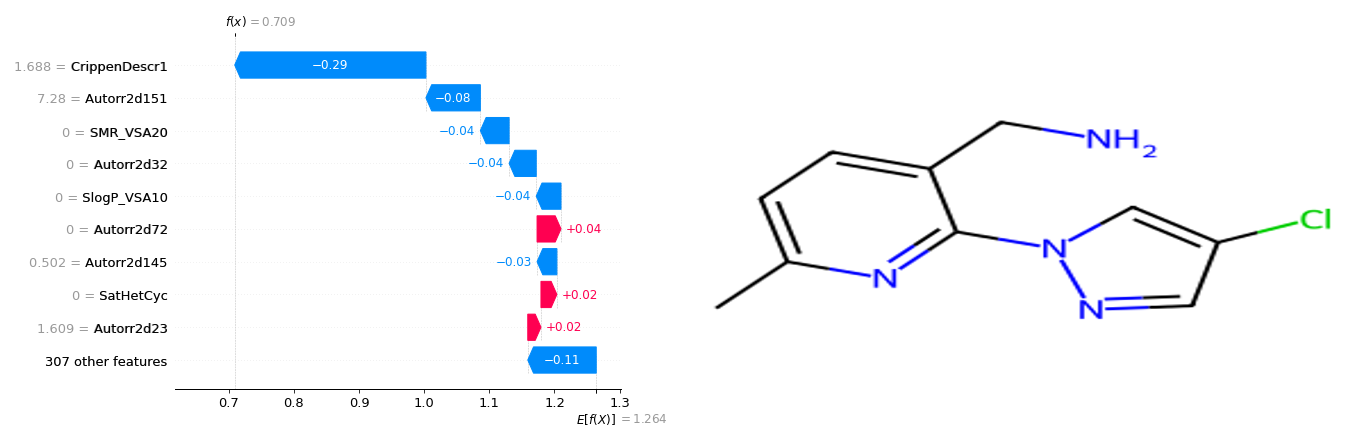 f(x) = 0.709
1.688 = CrippenDescr1
−0.29
7.28 = Autorr2d151
−0.08
0 = SMR_VSA20
−0.04
0 = Autorr2d32
−0.04
0 = SlogP_VSA10
−0.04
0 = Autorr2d72
+0.04
0.502 = Autorr2d145
−0.03
0 = SatHetCyc
+0.02
1.609 = Autorr2d23
+0.02
307 other features
−0.11
0.7 0.8 0.9 1.0 1.1 1.2 1.3
E[f(X)] = 1.264
NH2
Cl
N
N
N